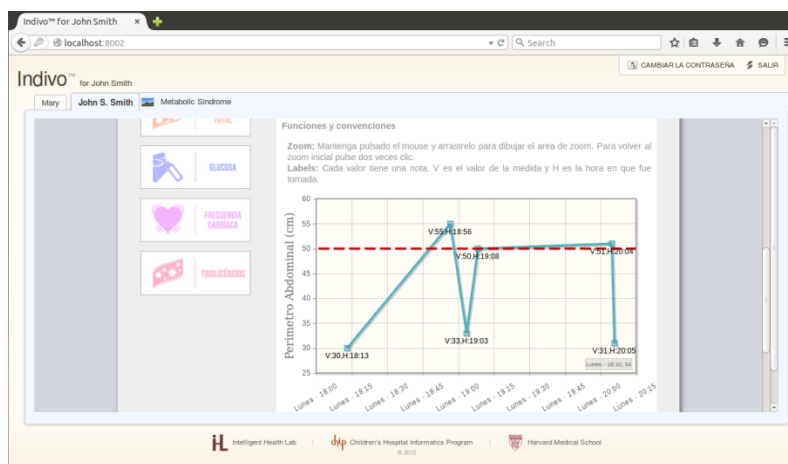 Indivo™ for John Smith
localhost:8002
Search
CAMBIAR LA CONTRASEÑA
SALIR
Indivo™ for John Smith
Mary
John S. Smith
Metabolic Sindrome
TOTAL
GLUCOSA
FRECUENCIA
CARDÍACA
TRIGLICÉRIDOS
Funciones y convenciones
Zoom: Mantenga pulsado el mouse y arrastrelo para dibujar el area de zoom. Para volver al
zoom inicial pulse dos veces clic.
Labels: Cada valor tiene una nota. V es el valor de la medida y H es la hora en que fue
tomada.
Perimetro Abdominal (cm)
60
55
50
45
40
35
30
25
V:30,H:18:13
V:55,H:18:56
V:33,H:19:03
V:50,H:19:08
V:51,H:20:04
V:31,H:20:05
Lunes - 18:10, 54
Lunes - 18:00
Lunes - 18:15
Lunes - 18:30
Lunes - 18:45
Lunes - 19:00
Lunes - 19:15
Lunes - 19:30
Lunes - 19:45
Lunes - 20:00
Lunes - 20:15
Intelligent Health Lab
chip Children's Hospital Informatics Program
Harvard Medical School
© 2012